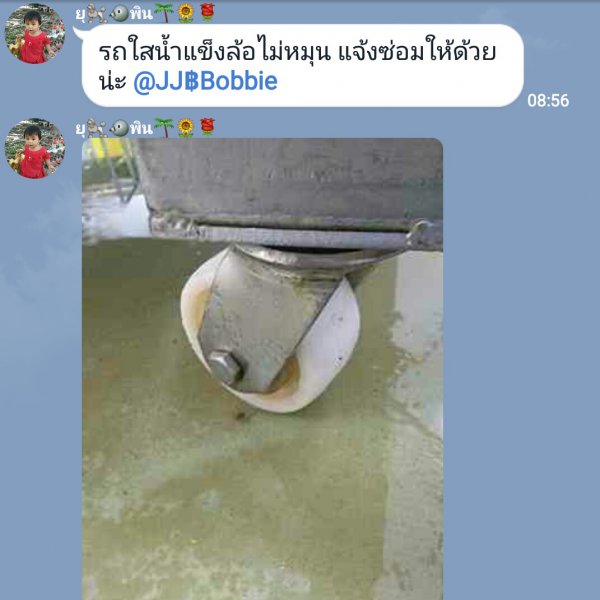 ยุ🐩🐠พิน🌴🌻🌹
รถใสน้ำแข็งล้อไม่หมุน แจ้งซ่อมให้ด้วย
น่ะ @JJ฿Bobbie
08:56
ยุ🐩🐠พิน🌴🌻🌹